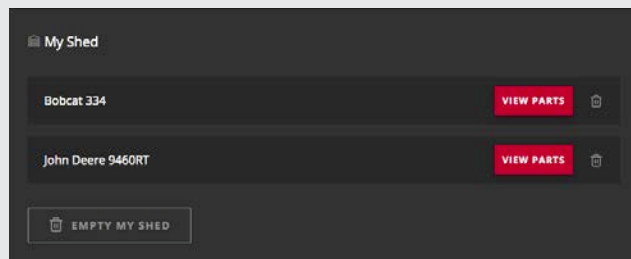 My Shed
Bobcat 334
VIEW PARTS
John Deere 9460RT
VIEW PARTS
EMPTY MY SHED